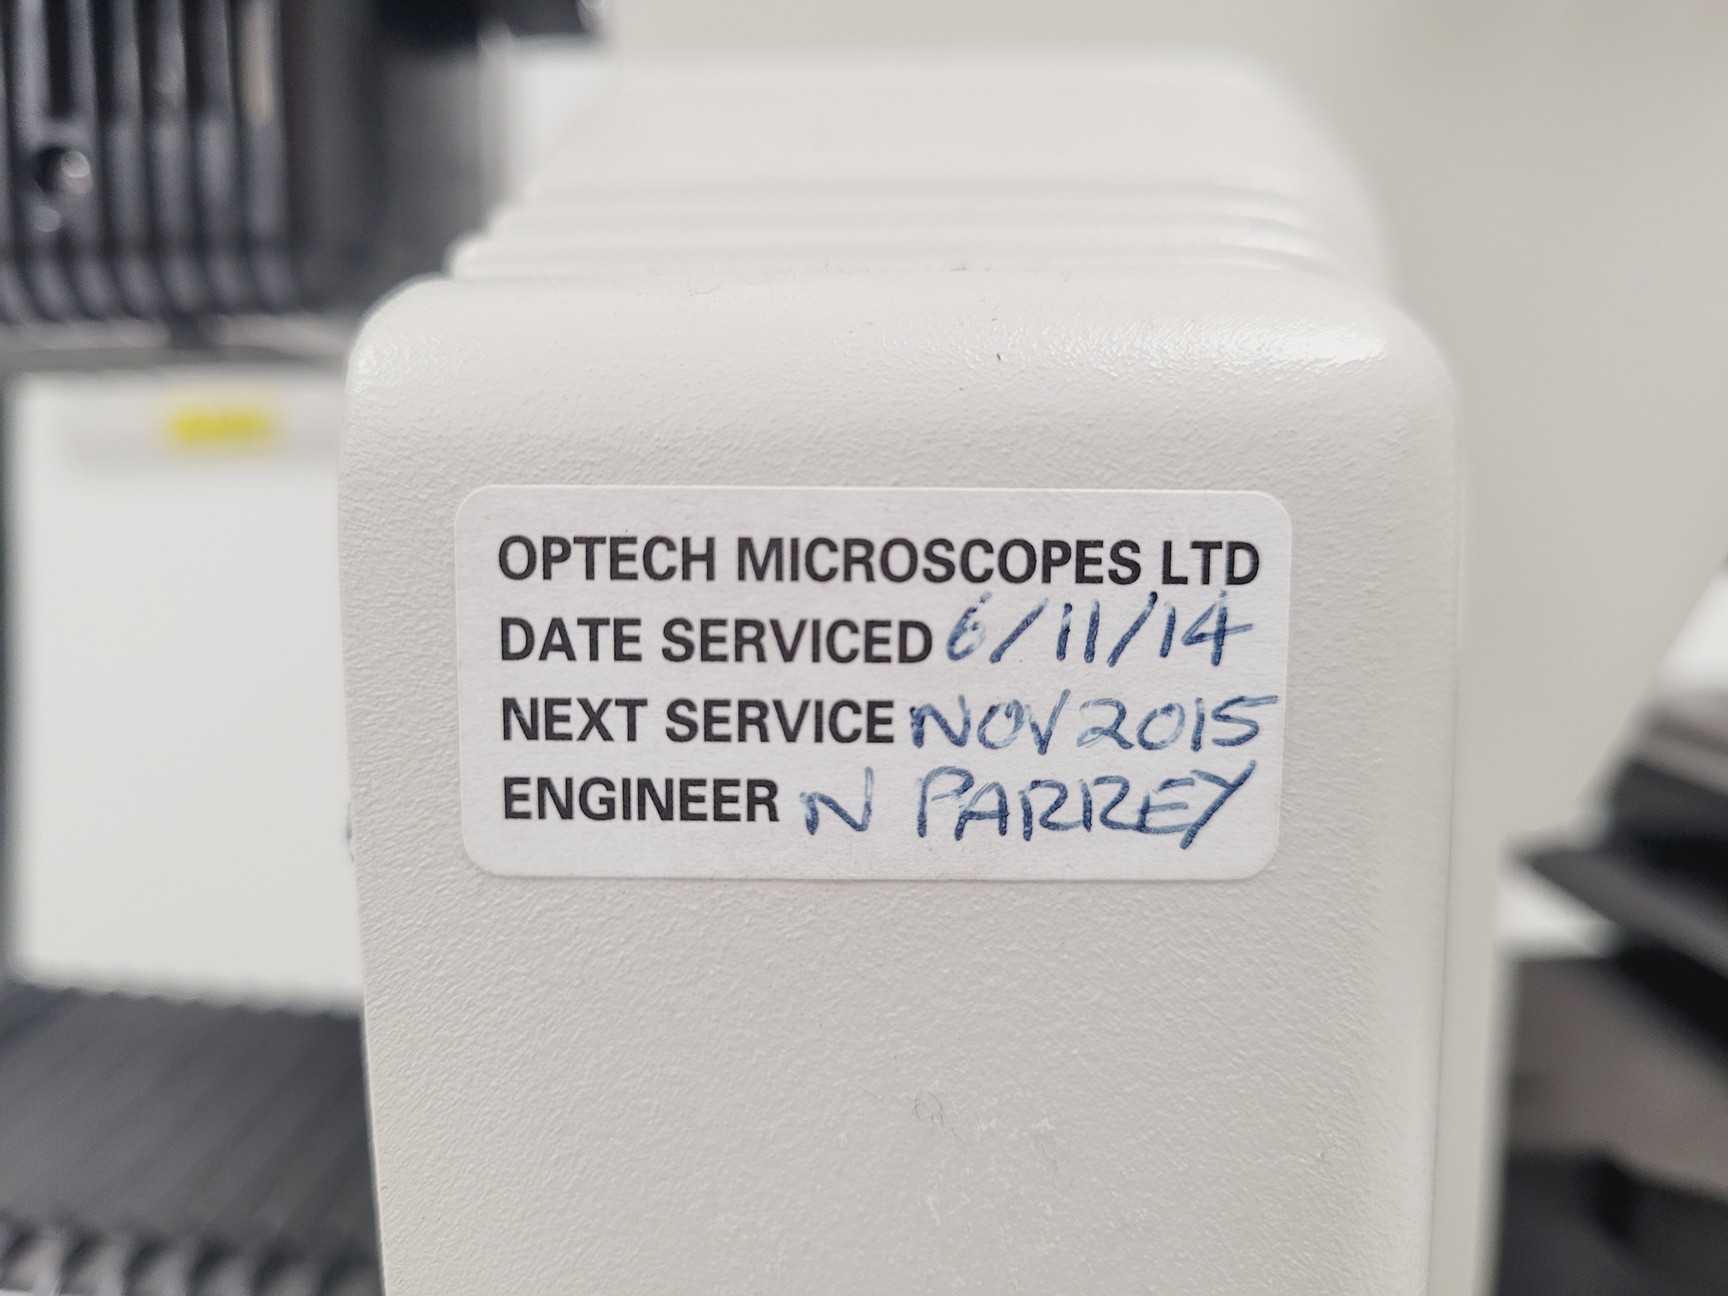 OPTECH MICROSCOPES LTD
DATE SERVICED 6/11/14
NEXT SERVICE NOV 2015
ENGINEER N PARREY